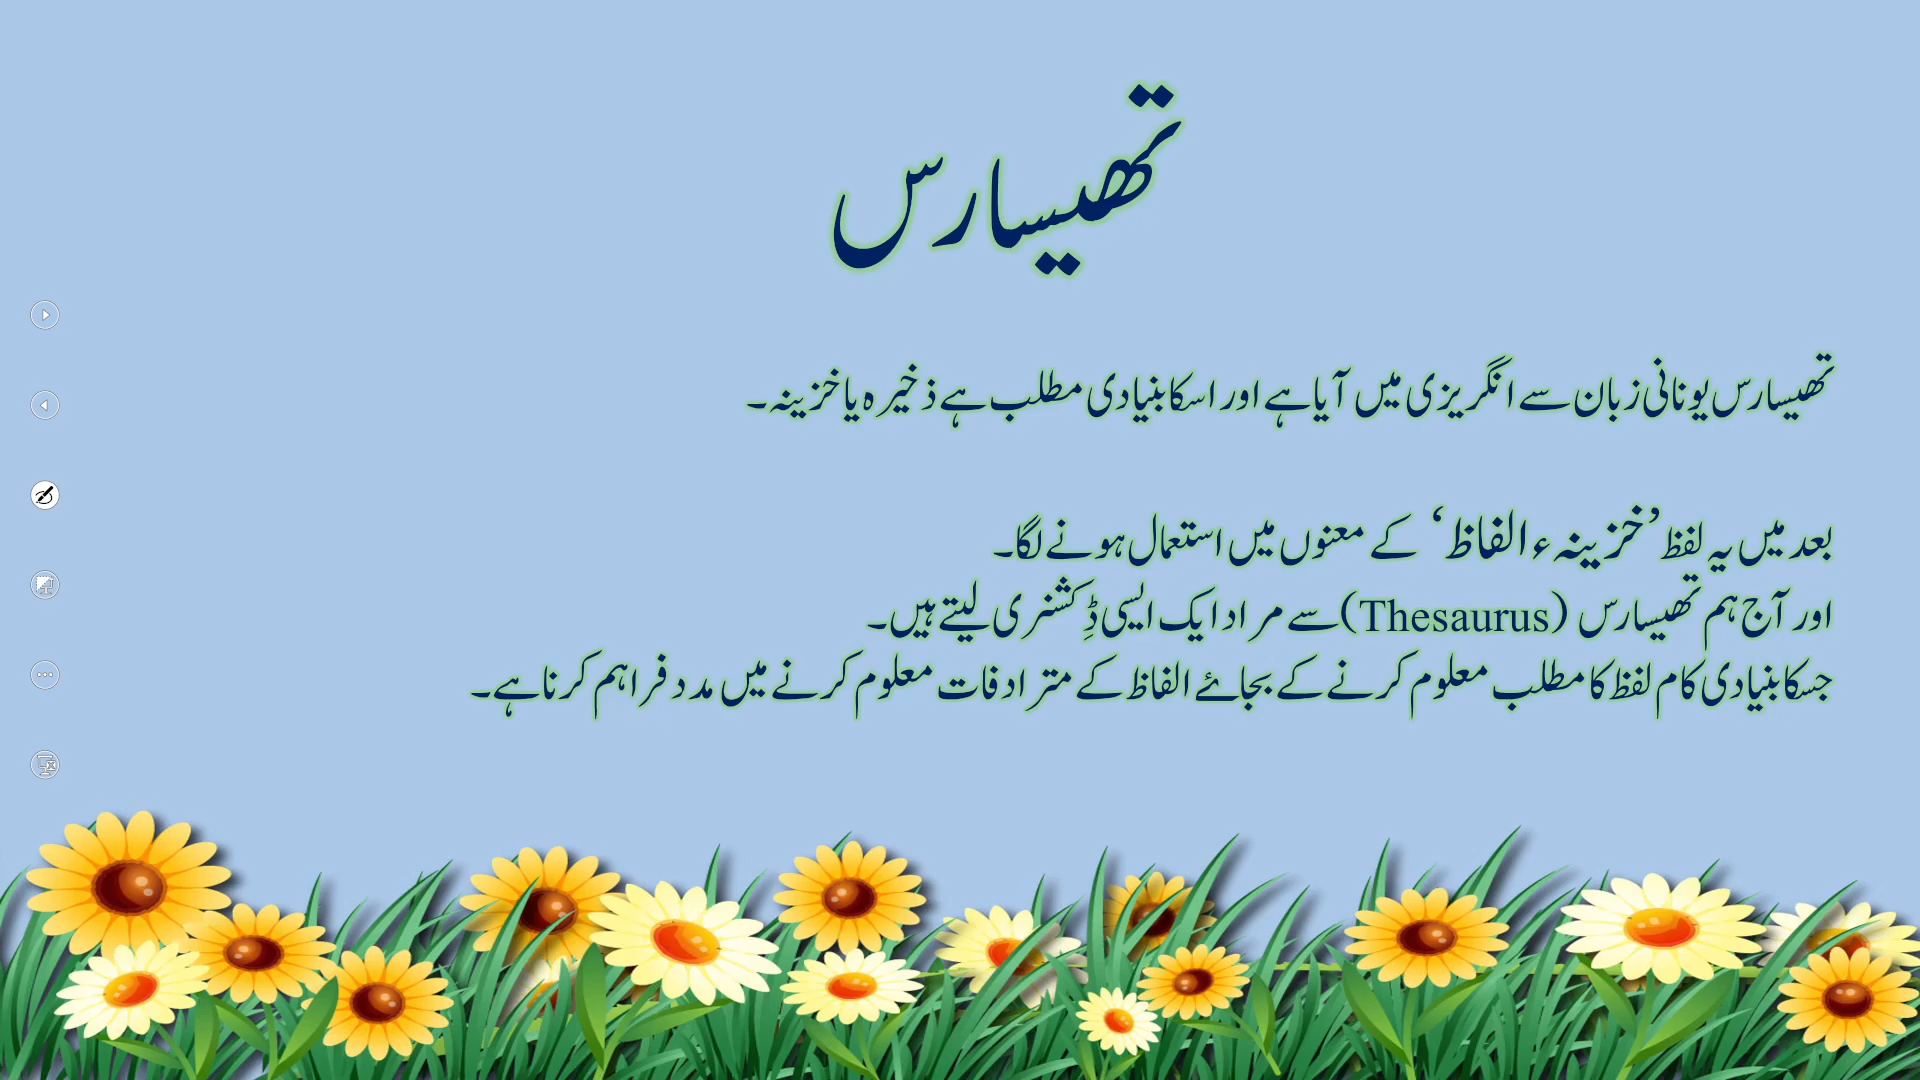 تھیسارس
تھیسارس یونانی زبان سے انگریزی میں آیا ہے اور اسکا بنیادی مطلب ہے ذخیرہ یا خزینہ۔
بعد میں یہ لفظ ’خزینہء الفاظ‘ کے معنوں میں استعمال ہونے لگا۔
اور آج ہم تھیسارس (Thesaurus) سے مراد ایک ایسی ڈِکشنری لیتے ہیں۔
جسکا بنیادی کام لفظ کا مطلب معلوم کرنے کے بجائے الفاظ کے مترادفات معلوم کرنے میں مدد فراہم کرنا ہے۔